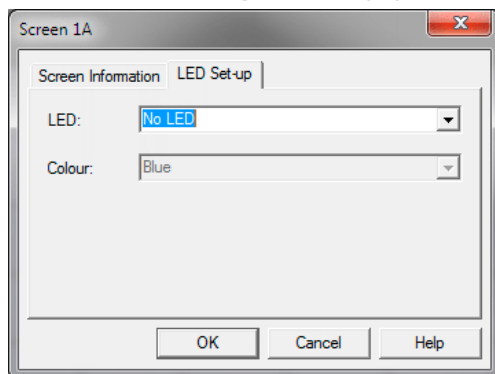 Screen 1A
Screen Information LED Set-up
LED: No LED
Colour: Blue
OK Cancel Help